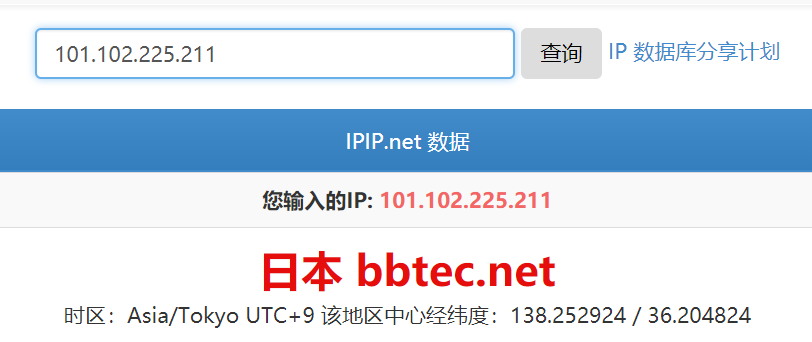 101.102.225.211 查询 IP 数据库分享计划
IPIP.net 数据
您输入的IP: 101.102.225.211
日本 bbtec.net
时区：Asia/Tokyo UTC+9 该地区中心经纬度：138.252924 / 36.204824